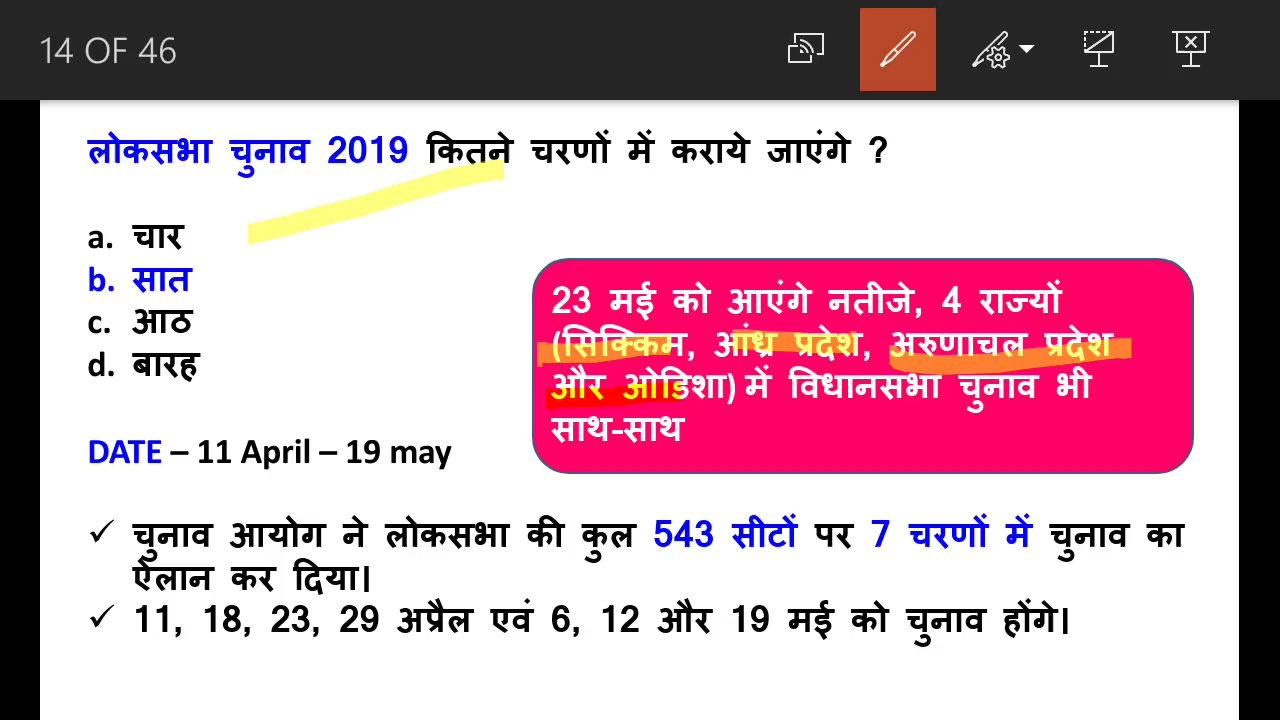 14 OF 46
लोकसभा चुनाव 2019 कितने चरणों में कराये जाएंगे ?
a. चार
b. सात
c. आठ
d. बारह
23 मई को आएंगे नतीजे, 4 राज्यों
(सिक्किम, आंध्र प्रदेश, अरुणाचल प्रदेश
और ओडिशा) में विधानसभा चुनाव भी
साथ-साथ
DATE – 11 April – 19 may
✓ चुनाव आयोग ने लोकसभा की कुल 543 सीटों पर 7 चरणों में चुनाव का
ऐलान कर दिया।
✓ 11, 18, 23, 29 अप्रैल एवं 6, 12 और 19 मई को चुनाव होंगे।